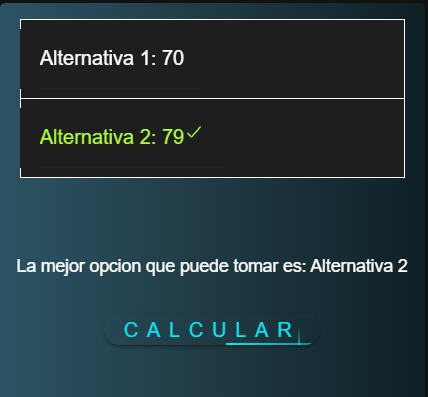 Alternativa 1: 70
Alternativa 2: 79✓
La mejor opcion que puede tomar es: Alternativa 2
CALCULAR